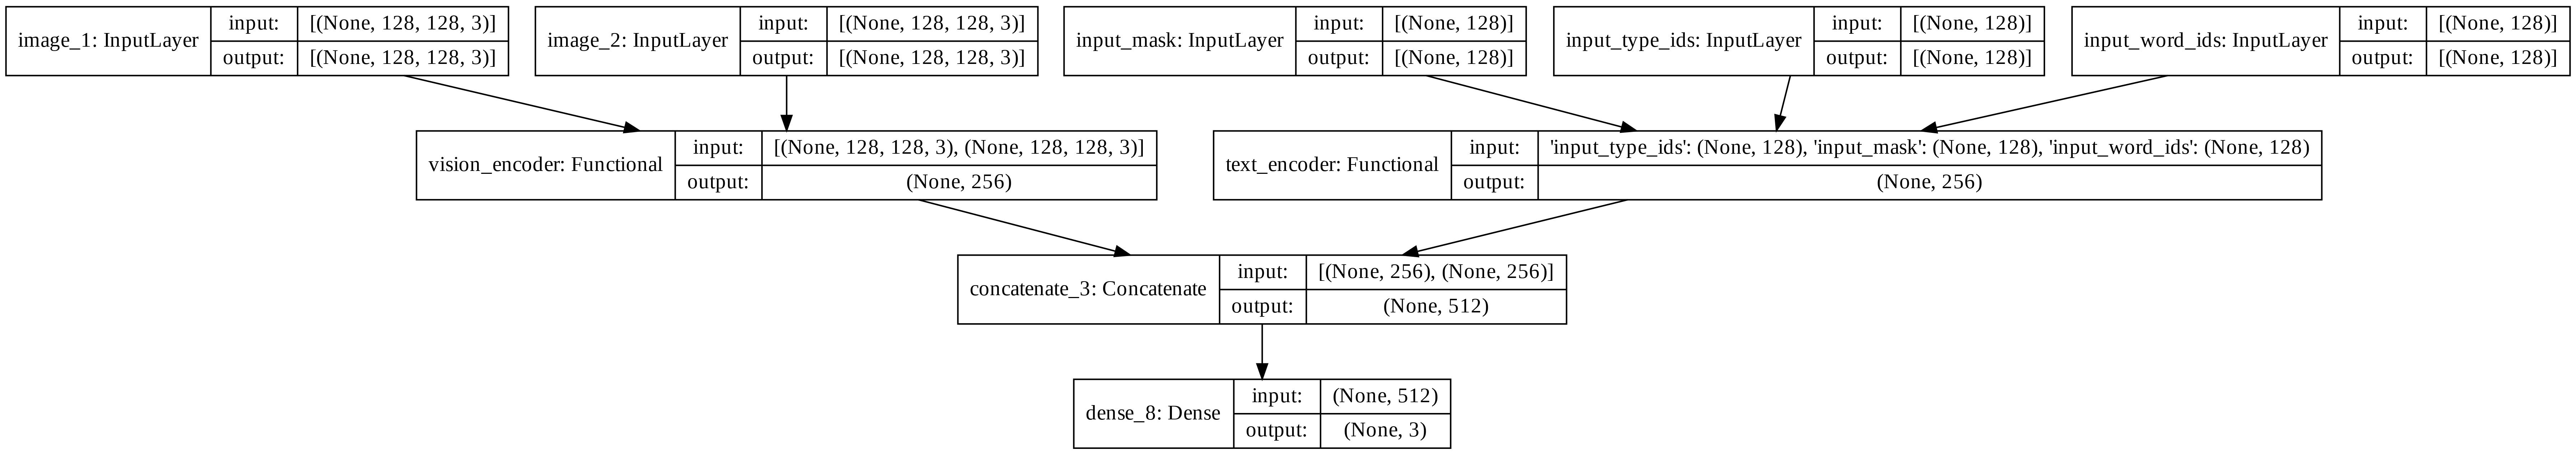 image_1: InputLayer
input: [(None, 128, 128, 3)]
output: [(None, 128, 128, 3)]
image_2: InputLayer
input: [(None, 128, 128, 3)]
output: [(None, 128, 128, 3)]
input_mask: InputLayer
input: [(None, 128)]
output: [(None, 128)]
input_type_ids: InputLayer
input: [(None, 128)]
output: [(None, 128)]
input_word_ids: InputLayer
input: [(None, 128)]
output: [(None, 128)]
vision_encoder: Functional
input: [(None, 128, 128, 3), (None, 128, 128, 3)]
output: (None, 256)
text_encoder: Functional
input: 'input_type_ids': (None, 128), 'input_mask': (None, 128), 'input_word_ids': (None, 128)
output: (None, 256)
concatenate_3: Concatenate
input: [(None, 256), (None, 256)]
output: (None, 512)
dense_8: Dense
input: (None, 512)
output: (None, 3)